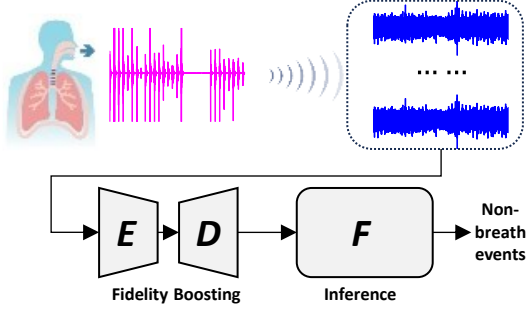 ... ...
E
D
F
Non-
breath
events
Fidelity Boosting
Inference